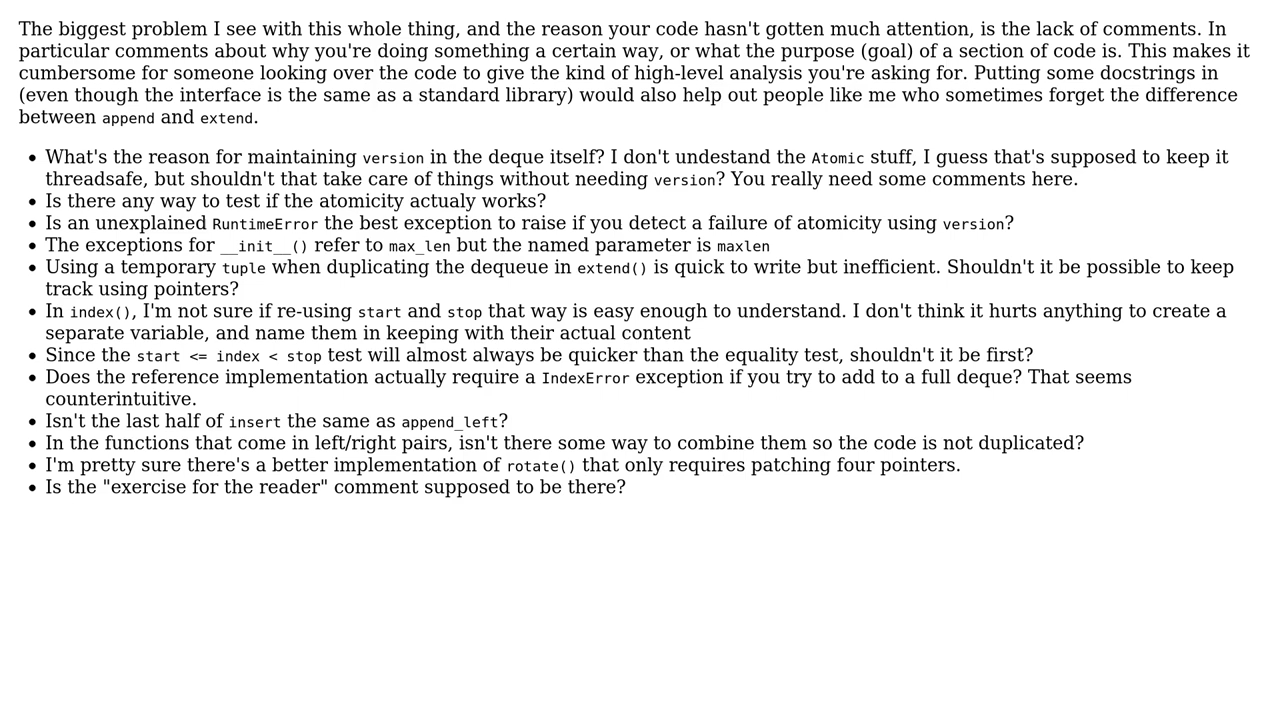 The biggest problem I see with this whole thing, and the reason your code hasn't gotten much attention, is the lack of comments. In
particular comments about why you're doing something a certain way, or what the purpose (goal) of a section of code is. This makes it
cumbersome for someone looking over the code to give the kind of high-level analysis you're asking for. Putting some docstrings in
(even though the interface is the same as a standard library) would also help out people like me who sometimes forget the difference
between append and extend.
• What's the reason for maintaining version in the deque itself? I don't undestand the Atomic stuff, I guess that's supposed to keep it
threadsafe, but shouldn't that take care of things without needing version? You really need some comments here.
• Is there any way to test if the atomicity actualy works?
• Is an unexplained RuntimeError the best exception to raise if you detect a failure of atomicity using version?
• The exceptions for __init__() refer to max_len but the named parameter is maxlen
• Using a temporary tuple when duplicating the dequeue in extend() is quick to write but inefficient. Shouldn't it be possible to keep
track using pointers?
• In index(), I'm not sure if re-using start and stop that way is easy enough to understand. I don't think it hurts anything to create a
separate variable, and name them in keeping with their actual content
• Since the start <= index < stop test will almost always be quicker than the equality test, shouldn't it be first?
• Does the reference implementation actually require a IndexError exception if you try to add to a full deque? That seems
counterintuitive.
• Isn't the last half of insert the same as append_left?
• In the functions that come in left/right pairs, isn't there some way to combine them so the code is not duplicated?
• I'm pretty sure there's a better implementation of rotate() that only requires patching four pointers.
• Is the "exercise for the reader" comment supposed to be there?